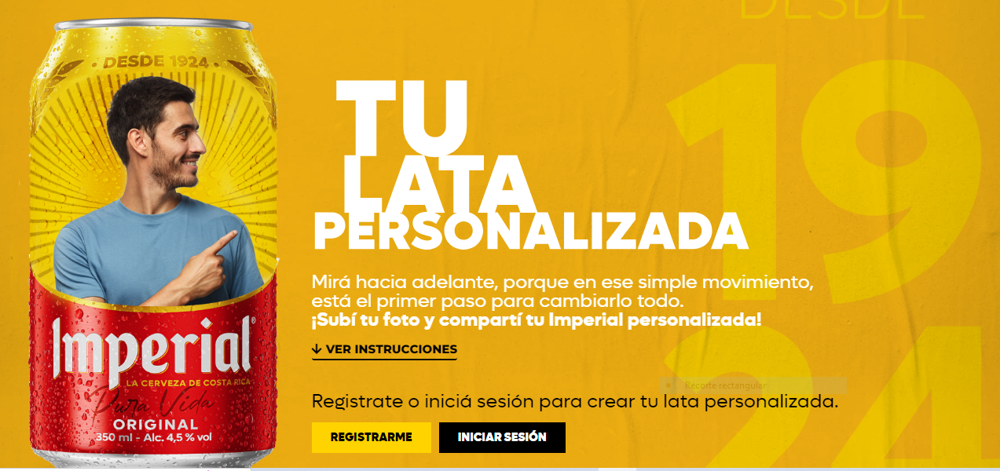 DESDE
DESDE 1924
1924
TU
LATA
PERSONALIZADA
Mirá hacia adelante, porque en ese simple movimiento,
está el primer paso para cambiarlo todo.
¡Subí tu foto y compartí tu Imperial personalizada!
VER INSTRUCCIONES
Recorte rectangular
Registrate o iniciá sesión para crear tu lata personalizada.
REGISTRARME
INICIAR SESIÓN
Imperial®
LA CERVEZA DE COSTA RICA
Pura Vida
ORIGINAL
350 ml - Alc. 4,5 % vol